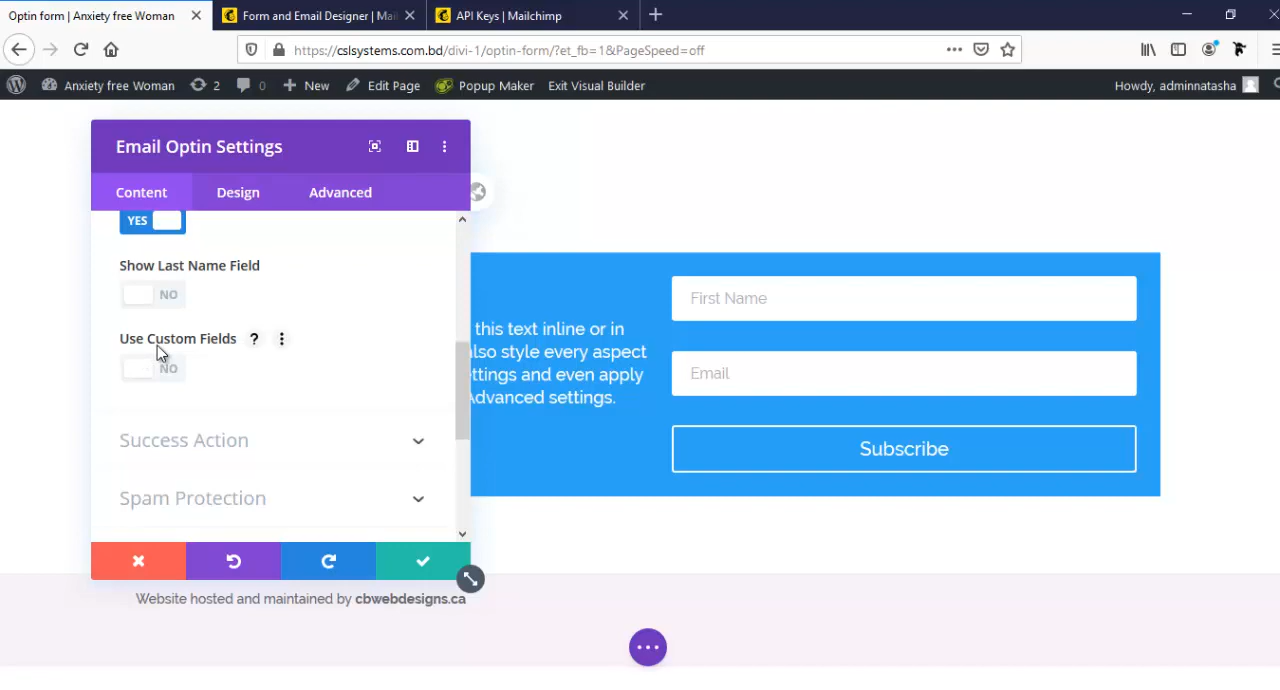 Optin form | Anxiety free Woman
Form and Email Designer | Mail
API Keys | Mailchimp
https://cslsystems.com.bd/divi-1/optin-form/?et_fb=1&PageSpeed=off
Anxiety free Woman
2
0
New
Edit Page
Popup Maker
Exit Visual Builder
Howdy, adminnatasha
Email Optin Settings
Content
Design
Advanced
YES
Show Last Name Field
NO
Use Custom Fields ?
NO
Success Action
Spam Protection
this text inline or in
also style every aspect
ettings and even apply
Advanced settings.
First Name
Email
Subscribe
Website hosted and maintained by cbwebdesigns.ca